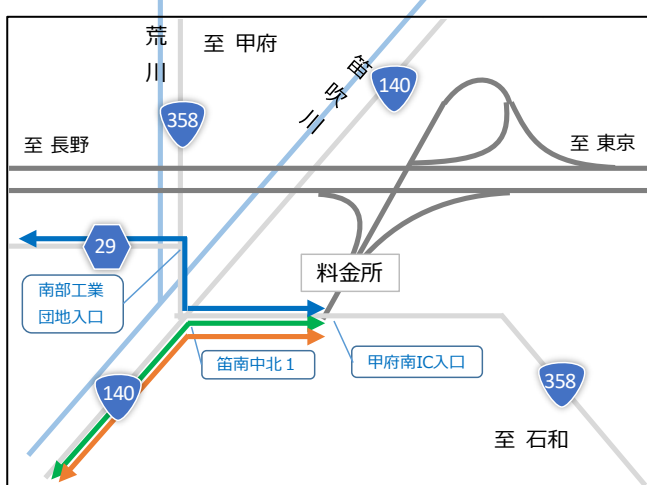 荒川
至 甲府
笛吹川
140
358
至 長野
至 東京
29
料金所
南部工業
団地入口
笛南中北１
甲府南IC入口
140
358
至 石和